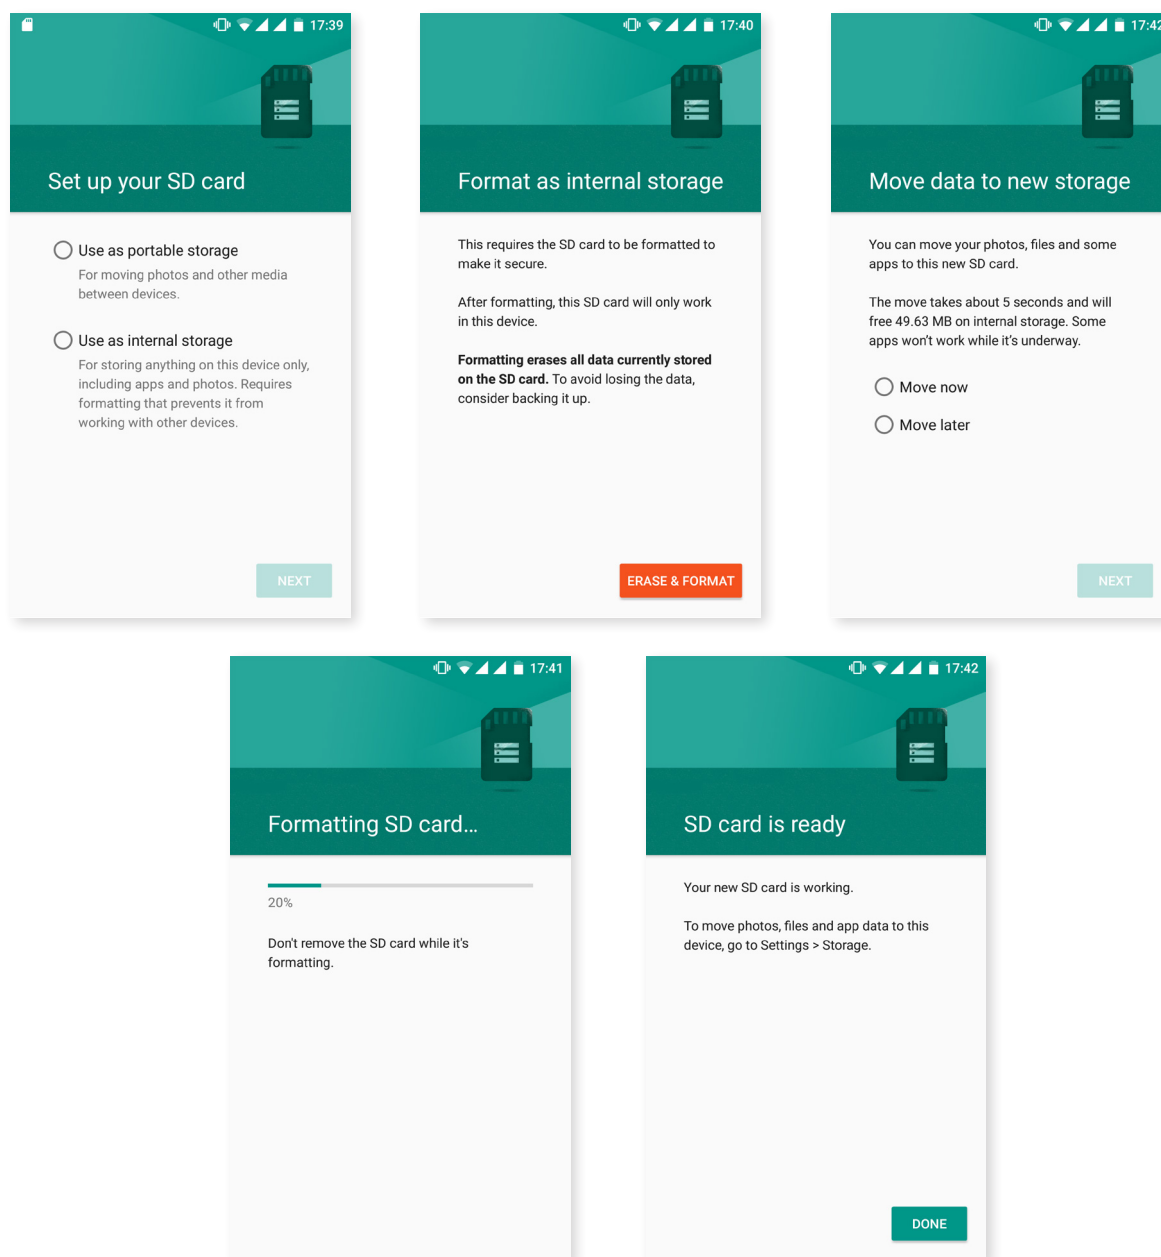 17:39
Set up your SD card
Use as portable storage
For moving photos and other media
between devices.
Use as internal storage
For storing anything on this device only,
including apps and photos. Requires
formatting that prevents it from
working with other devices.
NEXT
17:40
Format as internal storage
This requires the SD card to be formatted to
make it secure.
After formatting, this SD card will only work
in this device.
Formatting erases all data currently stored
on the SD card. To avoid losing the data,
consider backing it up.
ERASE & FORMAT
17:42
Move data to new storage
You can move your photos, files and some
apps to this new SD card.
The move takes about 5 seconds and will
free 49.63 MB on internal storage. Some
apps won't work while it's underway.
Move now
Move later
NEXT
17:41
Formatting SD card...
20%
Don't remove the SD card while it's
formatting.
17:42
SD card is ready
Your new SD card is working.
To move photos, files and app data to this
device, go to Settings > Storage.
DONE